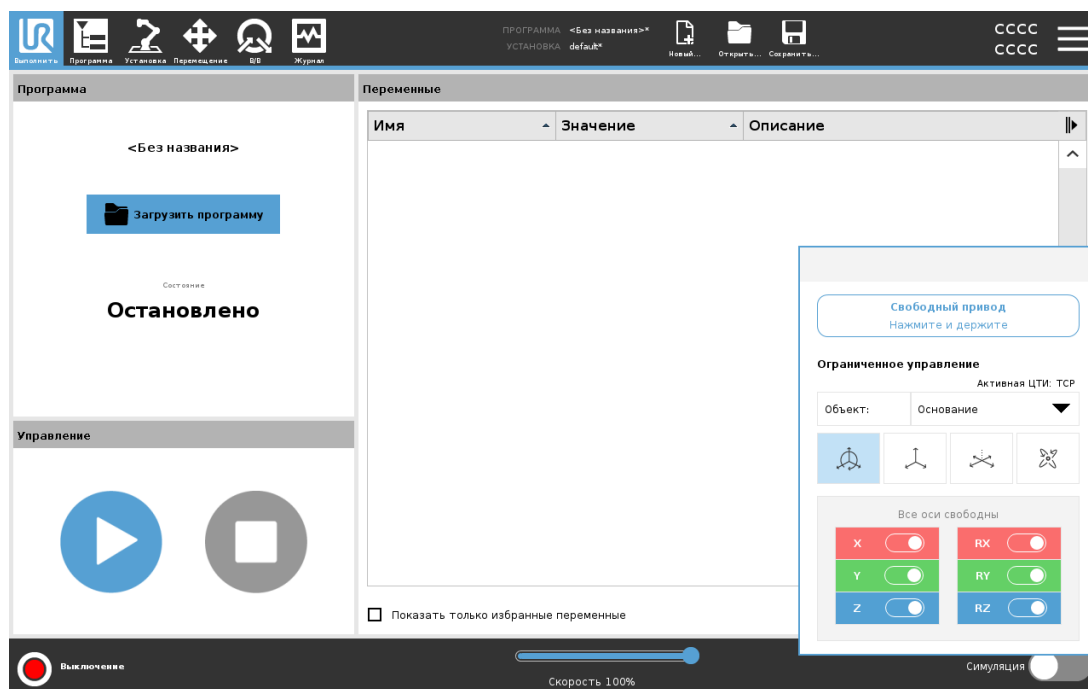 UR
Выполнить
Программа
Установка
Перемещение
В/В
Журнал
ПРОГРАММА <Без названия>*
УСТАНОВКА default*
Новый...
Открыть...
Сохранить...
CCCC
CCCC
Программа
<Без названия>
Загрузить программу
Состояние
Остановлено
Управление
Переменные
Имя
Значение
Описание
Показать только избранные переменные
Свободный привод
Нажмите и держите
Ограниченное управление
Активная ЦТИ: TCP
Объект: Основание
Все оси свободны
X RX
Y RY
Z RZ
Выключение
Скорость 100%
Симуляция